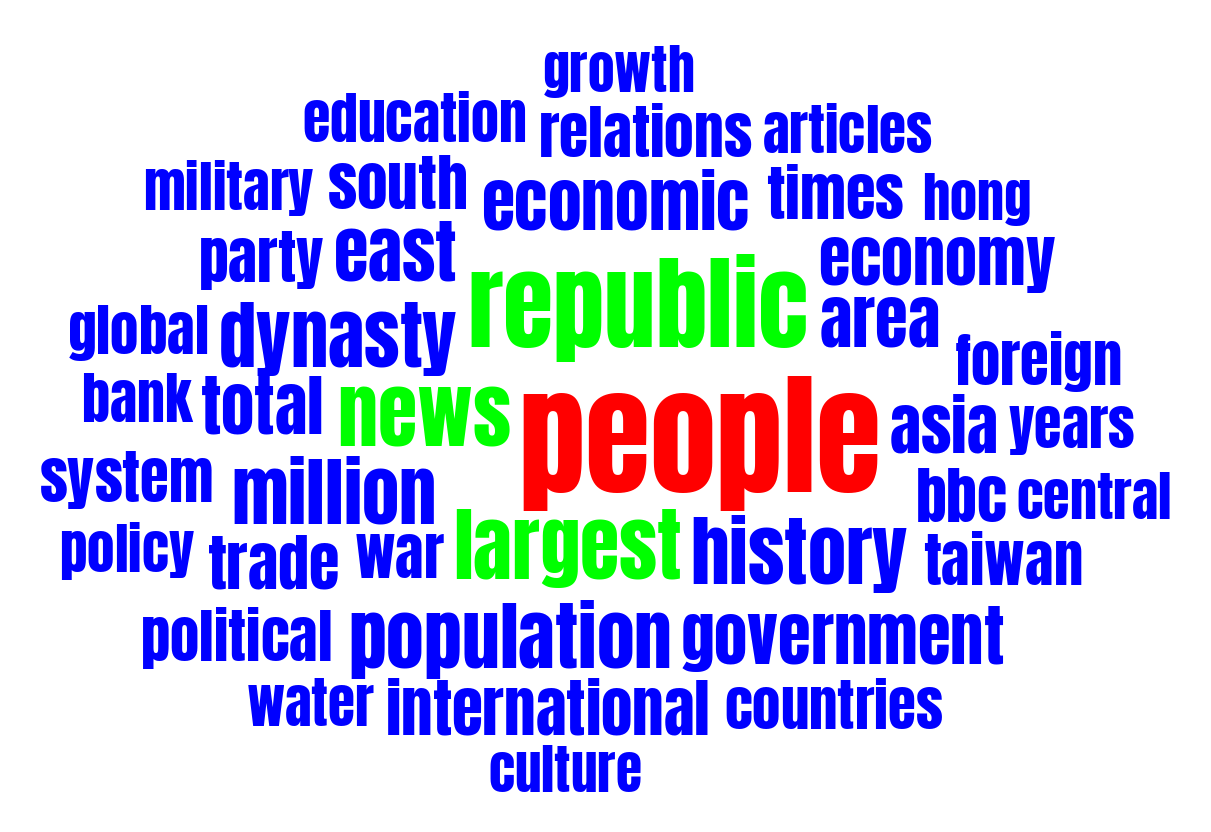 growth
education relations articles
military south economic times hong
party east republic economy
global dynasty area foreign
bank total news people asia years
system million bbc central
policy trade war largest history taiwan
political population government
water international countries
culture